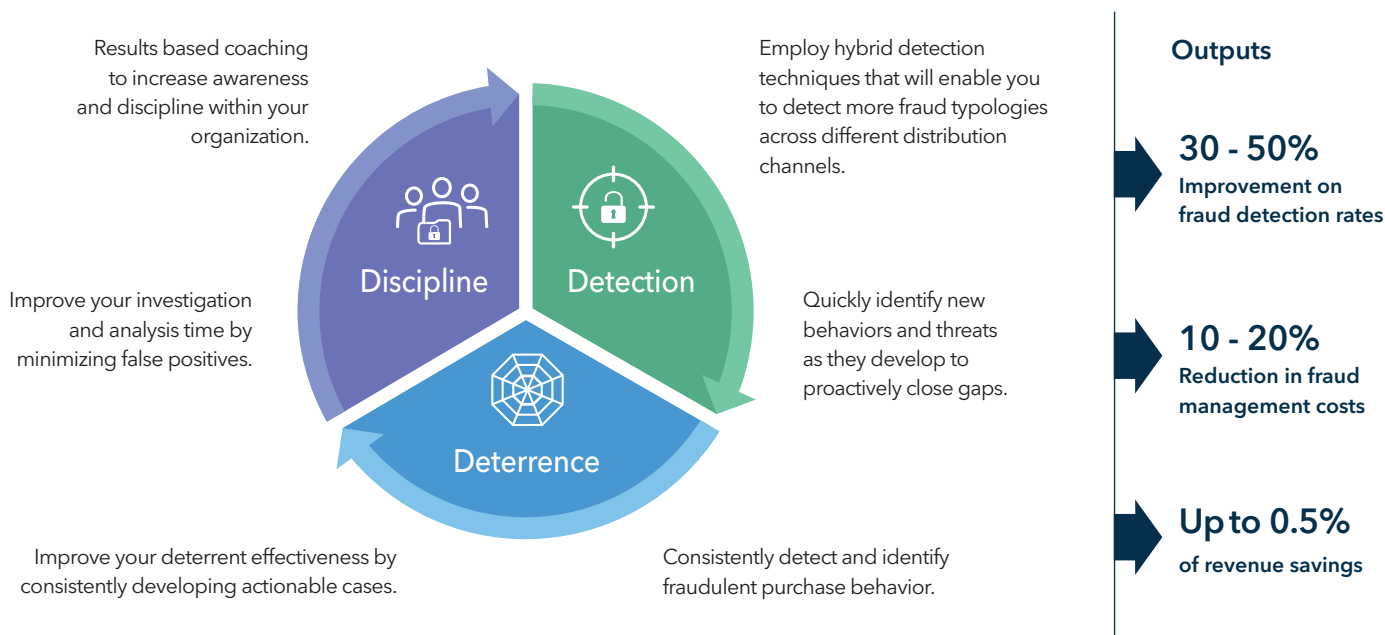 Results based coaching
to increase awareness
and discipline within your
organization.
Employ hybrid detection
techniques that will enable you
to detect more fraud typologies
across different distribution
channels.
Discipline
Detection
Deterrence
Improve your investigation
and analysis time by
minimizing false positives.
Quickly identify new
behaviors and threats
as they develop to
proactively close gaps.
Improve your deterrent effectiveness by
consistently developing actionable cases.
Consistently detect and identify
fraudulent purchase behavior.
Outputs
30 - 50%
Improvement on
fraud detection rates
10 - 20%
Reduction in fraud
management costs
Up to 0.5%
of revenue savings